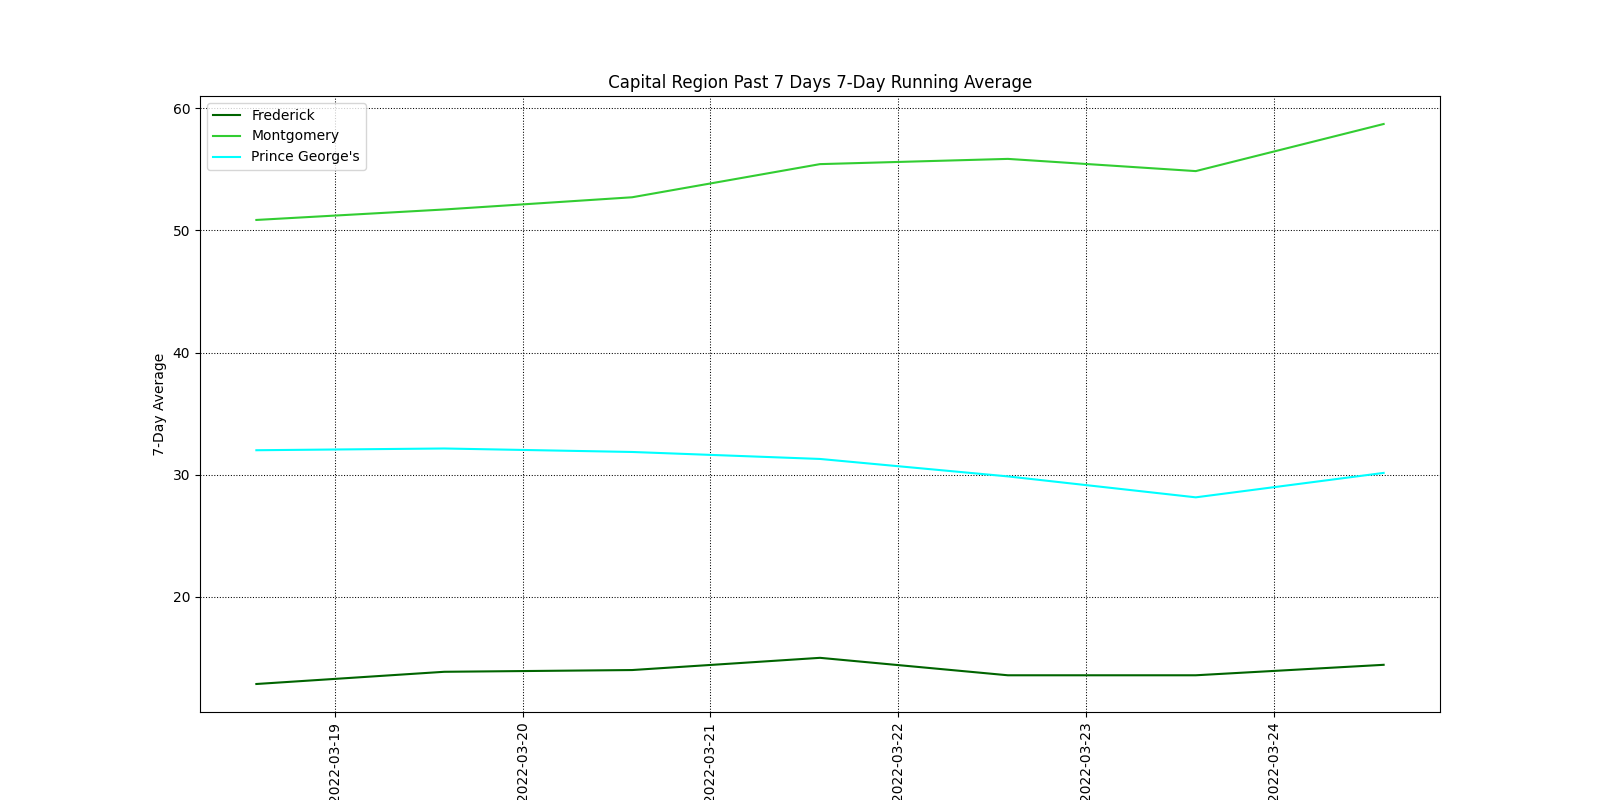 Capital Region Past 7 Days 7-Day Running Average
Frederick
Montgomery
Prince George's
7-Day Average
60
50
40
30
20
2022-03-19
2022-03-20
2022-03-21
2022-03-22
2022-03-23
2022-03-24